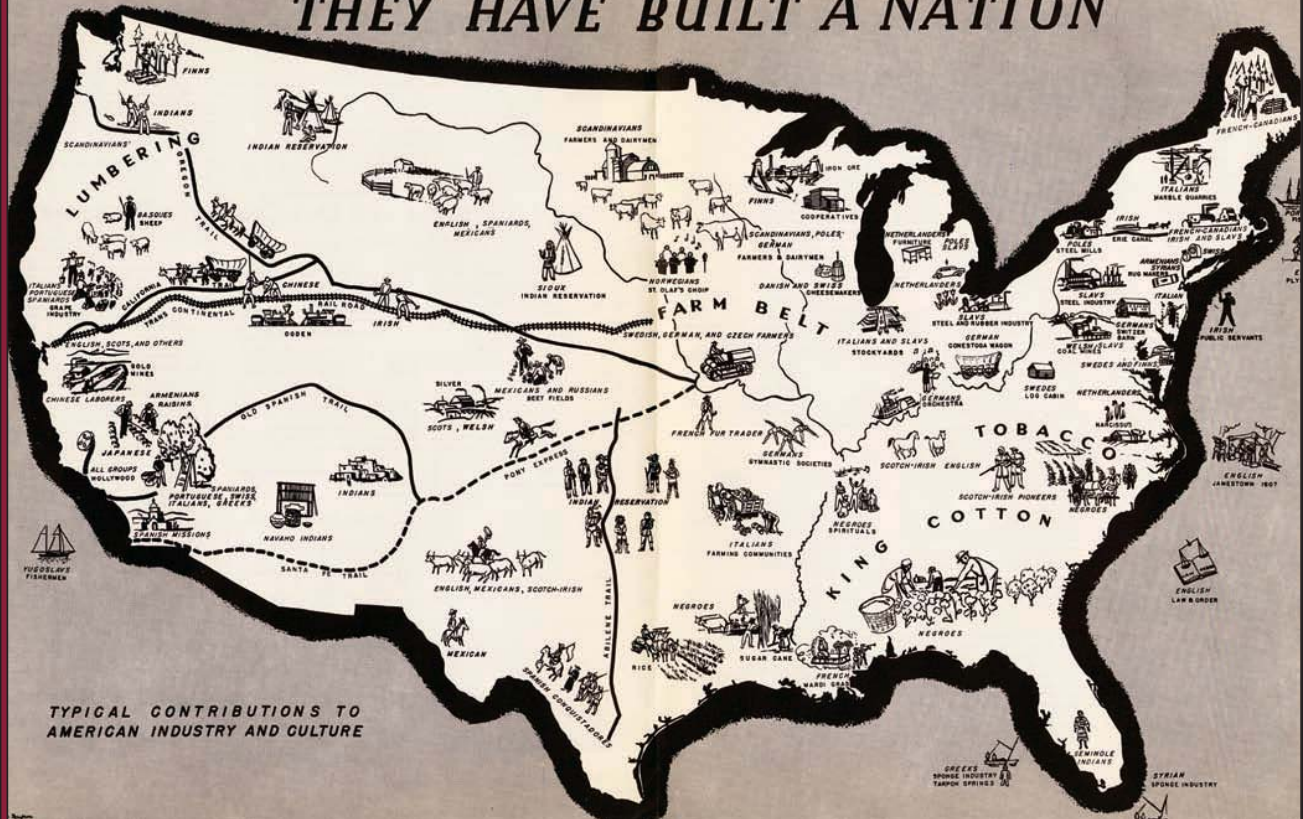 THEY HAVE BUILT A NATION
FINNS
INDIANS
SCANDINAVIANS
LUMBERING
OREGON
TRAIL
INDIAN RESERVATION
BASQUES
SHEEP
ENGLISH, SPANIARDS,
MEXICANS
SCANDINAVIANS
FARMERS AND DAIRYMEN
SIOUX
INDIAN RESERVATION
IRON ORE
FINNS
COOPERATIVES
SCANDINAVIANS, POLES,
GERMAN
FARMERS & DAIRYMEN
NORWEGIANS
ST. OLAF'S CHOIR
DANISH AND SWISS
CHEESEMAKERS
NETHERLANDERS
FURNITURE
POLES
NETHERLANDERS
FRENCH-CANADIANS
ITALIANS
MARBLE QUARRIES
IRISH
ERIE CANAL
FRENCH-CANADIANS
IRISH AND SLAVS
POLES
STEEL MILLS
SWISS
ARMENIANS
SYRIANS
RUG MAKERS
SLAVS
STEEL INDUSTRY
ITALIAN
IRISH
PUBLIC SERVANTS
ITALIANS
PORTUGUESE
SPANIARDS
GRAPE
INDUSTRY
CALIFORNIA
TRAIL
CHINESE
TRANS CONTINENTAL
RAIL ROAD
OGDEN
IRISH
FARM BELT
SWEDISH, GERMAN, AND CZECH FARMERS
SLAVS
STEEL AND RUBBER INDUSTRY
ITALIANS AND SLAVS
STOCKYARDS
GERMAN
CONESTOGA WAGON
GERMANS
SWITZER
BARN
WELSH, SLAVS
COAL MINES
SWEDES AND FINNS
SWEDES
LOG CABIN
NETHERLANDERS
NARCISSUS
ENGLISH, SCOTS, AND OTHERS
GOLD
MINES
CHINESE LABORERS
ARMENIANS
RAISINS
JAPANESE
ALL GROUPS
HOLLYWOOD
SPANIARDS,
PORTUGUESE, SWISS,
ITALIANS, GREEKS
SPANISH MISSIONS
OLD SPANISH TRAIL
SILVER
SCOTS, WELSH
MEXICANS AND RUSSIANS
BEET FIELDS
PONY EXPRESS
FRENCH FUR TRADER
GERMANS
GYMNASTIC SOCIETIES
GERMANS
ORCHESTRA
SCOTCH-IRISH ENGLISH
TOBACCO
SCOTCH-IRISH PIONEERS
NEGROES
ENGLISH
JAMESTOWN 1607
INDIANS
NAVAHO INDIANS
SANTA FE TRAIL
INDIAN RESERVATION
ITALIANS
FARMING COMMUNITIES
NEGROES
SPIRITUALS
KING
COTTON
NEGROES
ENGLISH
LAW & ORDER
YUGOSLAVS
FISHERMEN
ENGLISH, MEXICANS, SCOTCH-IRISH
MEXICAN
ABILENE TRAIL
SPANISH CONQUISTADORES
NEGROES
RICE
SUGAR CANE
FRENCH
MARDI GRAS
SEMINOLE
INDIANS
GREEKS
SPONGE INDUSTRY
TARPON SPRINGS
SYRIAN
SPONGE INDUSTRY
TYPICAL CONTRIBUTIONS TO
AMERICAN INDUSTRY AND CULTURE